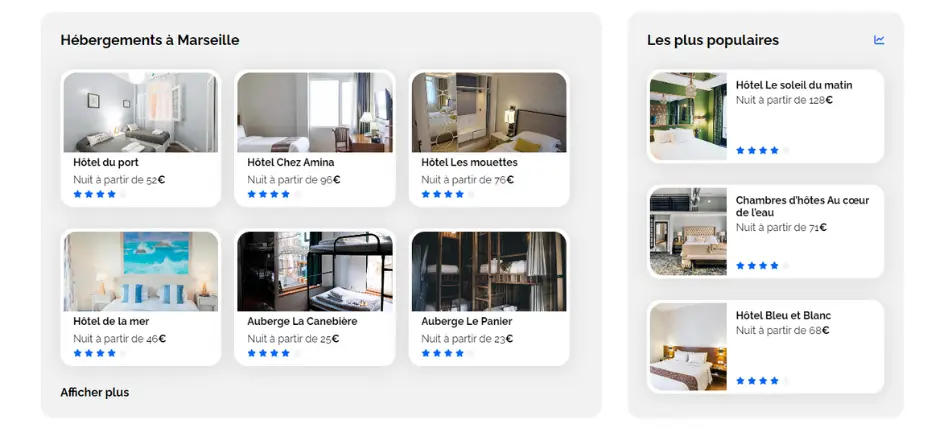 Hébergements à Marseille
Hôtel du port
Nuit à partir de 52€
Hôtel Chez Amina
Nuit à partir de 96€
Hôtel Les mouettes
Nuit à partir de 76€
Hôtel de la mer
Nuit à partir de 46€
Auberge La Canebière
Nuit à partir de 25€
Auberge Le Panier
Nuit à partir de 23€
Afficher plus
Les plus populaires
Hôtel Le soleil du matin
Nuit à partir de 128€
Chambres d'hôtes Au cœur
de l'eau
Nuit à partir de 71€
Hôtel Bleu et Blanc
Nuit à partir de 68€